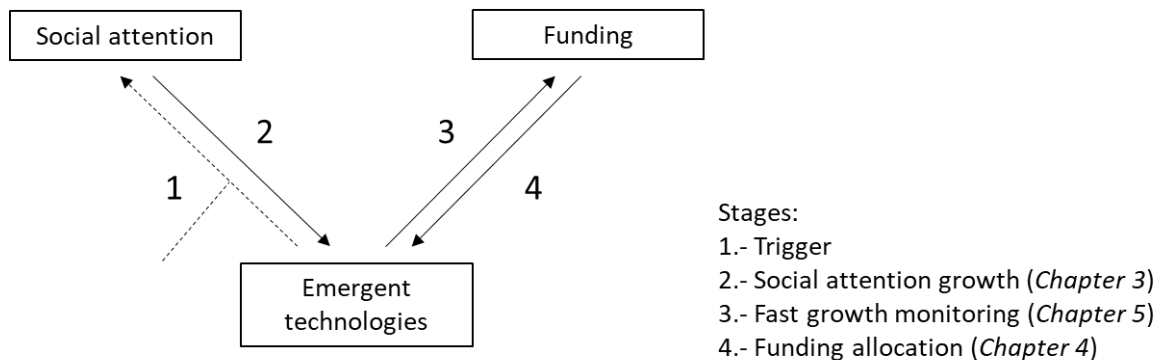 Social attention
Funding
2
3
1
4
Emergent
technologies
Stages:
1.- Trigger
2.- Social attention growth (Chapter 3)
3.- Fast growth monitoring (Chapter 5)
4.- Funding allocation (Chapter 4)